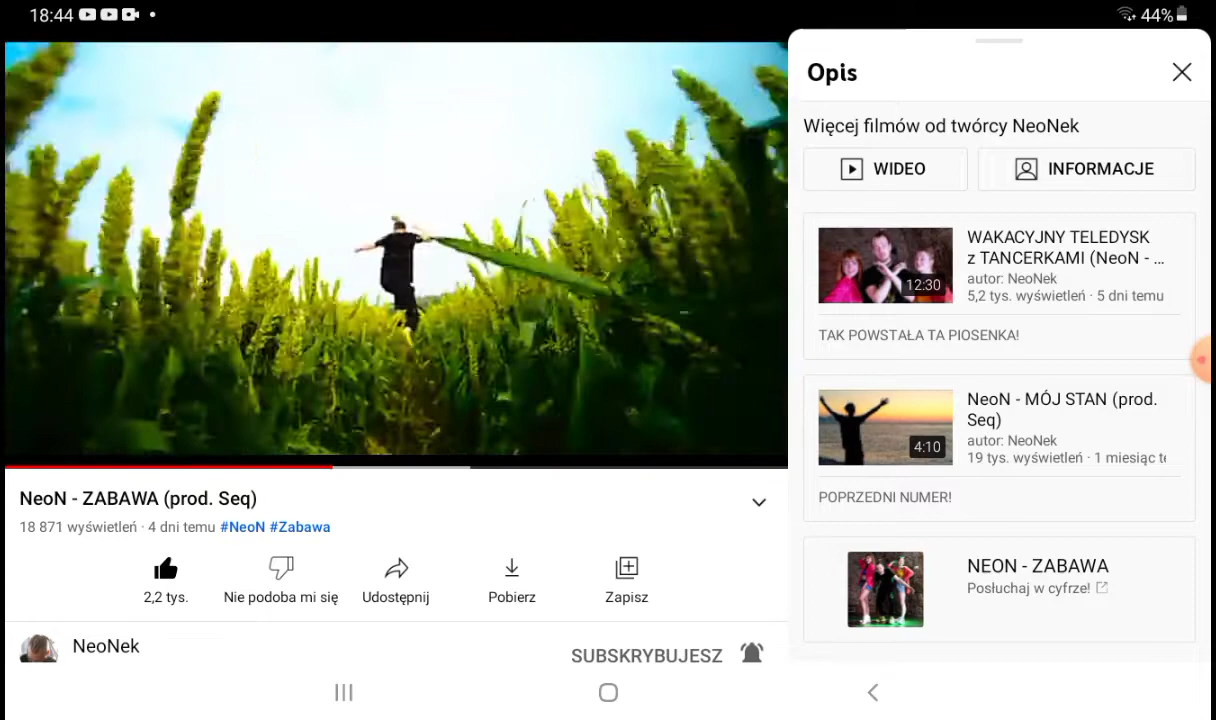 18:44
44%
Opis
Więcej filmów od twórcy NeoNek
WIDEO
INFORMACJE
12:30
WAKACYJNY TELEDYSK
z TANCERKAMI (NeoN - ...
autor: NeoNek
5,2 tys. wyświetleń · 5 dni temu
TAK POWSTAŁA TA PIOSENKA!
4:10
NeoN - MÓJ STAN (prod.
Seq)
autor: NeoNek
19 tys. wyświetleń · 1 miesiąc te
POPRZEDNI NUMER!
NEON - ZABAWA
Posłuchaj w cyfrze!
NeoN - ZABAWA (prod. Seq)
18 871 wyświetleń · 4 dni temu #NeoN #Zabawa
2,2 tys.
Nie podoba mi się
Udostępnij
Pobierz
Zapisz
NeoNek
SUBSKRYBUJESZ